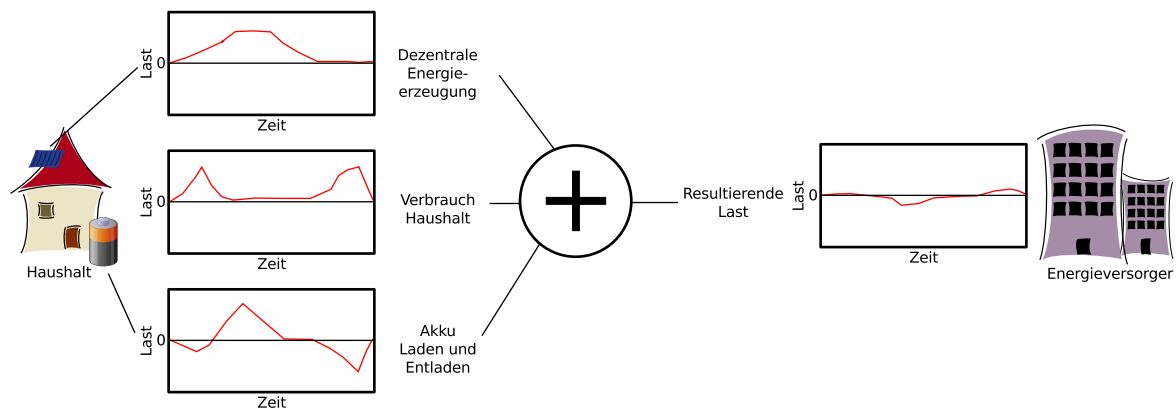 Last
0
Zeit
Dezentrale
Energie-
erzeugung
Last
0
Zeit
Verbrauch
Haushalt
Haushalt
Last
0
Zeit
Akku
Laden und
Entladen
Resultierende
Last
Last
0
Zeit
Energieversorger